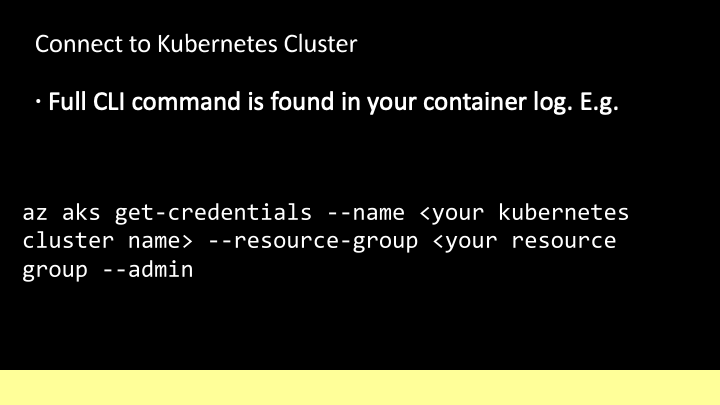 Connect to Kubernetes Cluster
· Full CLI command is found in your container log. E.g.
az aks get-credentials --name <your kubernetes
cluster name> --resource-group <your resource
group --admin